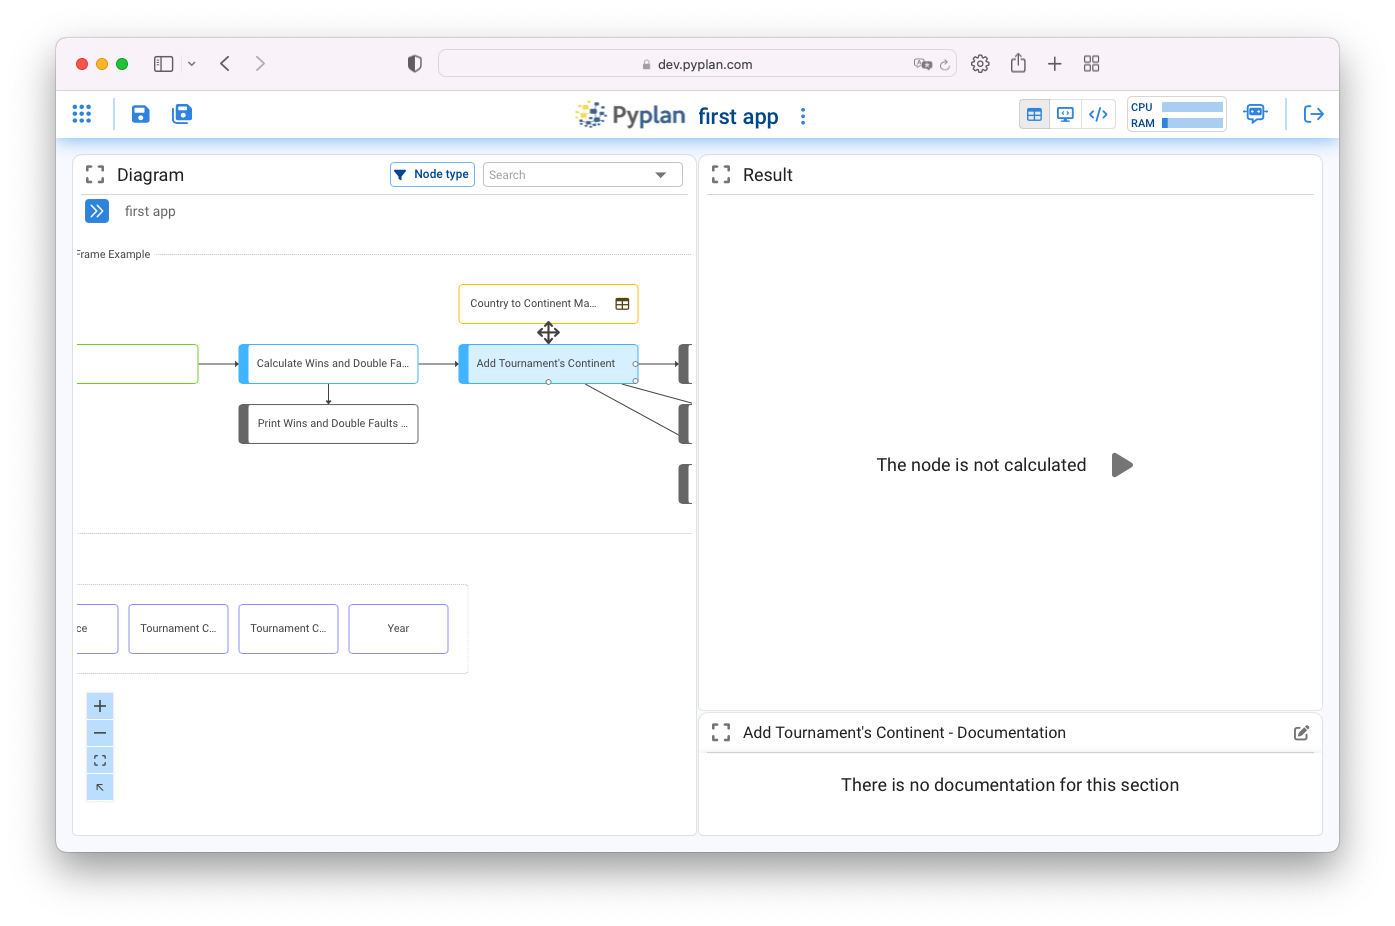 dev.pyplan.com
Pyplan first app
CPU
RAM
Diagram
Node type
Search
Result
first app
Frame Example
Country to Continent Ma...
Calculate Wins and Double Fa...
Add Tournament's Continent
Print Wins and Double Faults ...
The node is not calculated
ce
Tournament C...
Tournament C...
Year
Add Tournament's Continent - Documentation
There is no documentation for this section